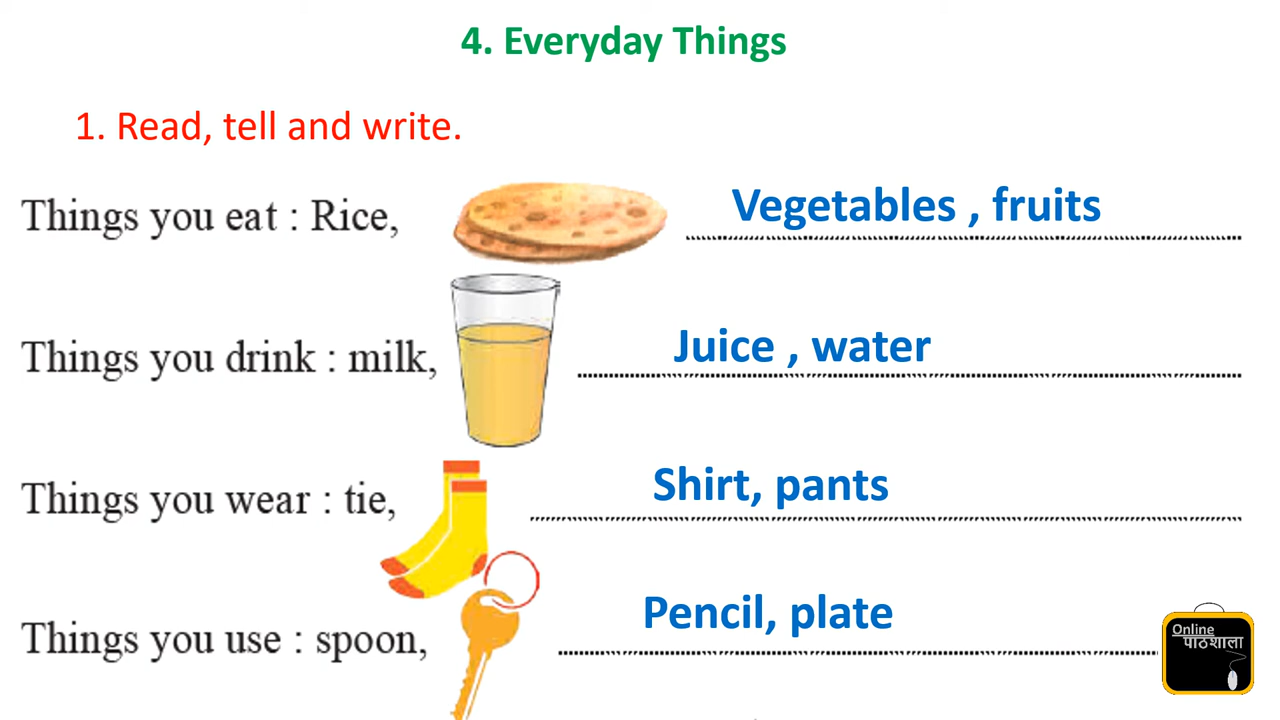 4. Everyday Things
1. Read, tell and write.
Things you eat : Rice, Vegetables , fruits
Things you drink : milk, Juice , water
Things you wear : tie, Shirt, pants
Things you use : spoon, Pencil, plate
Online
पाठशाला